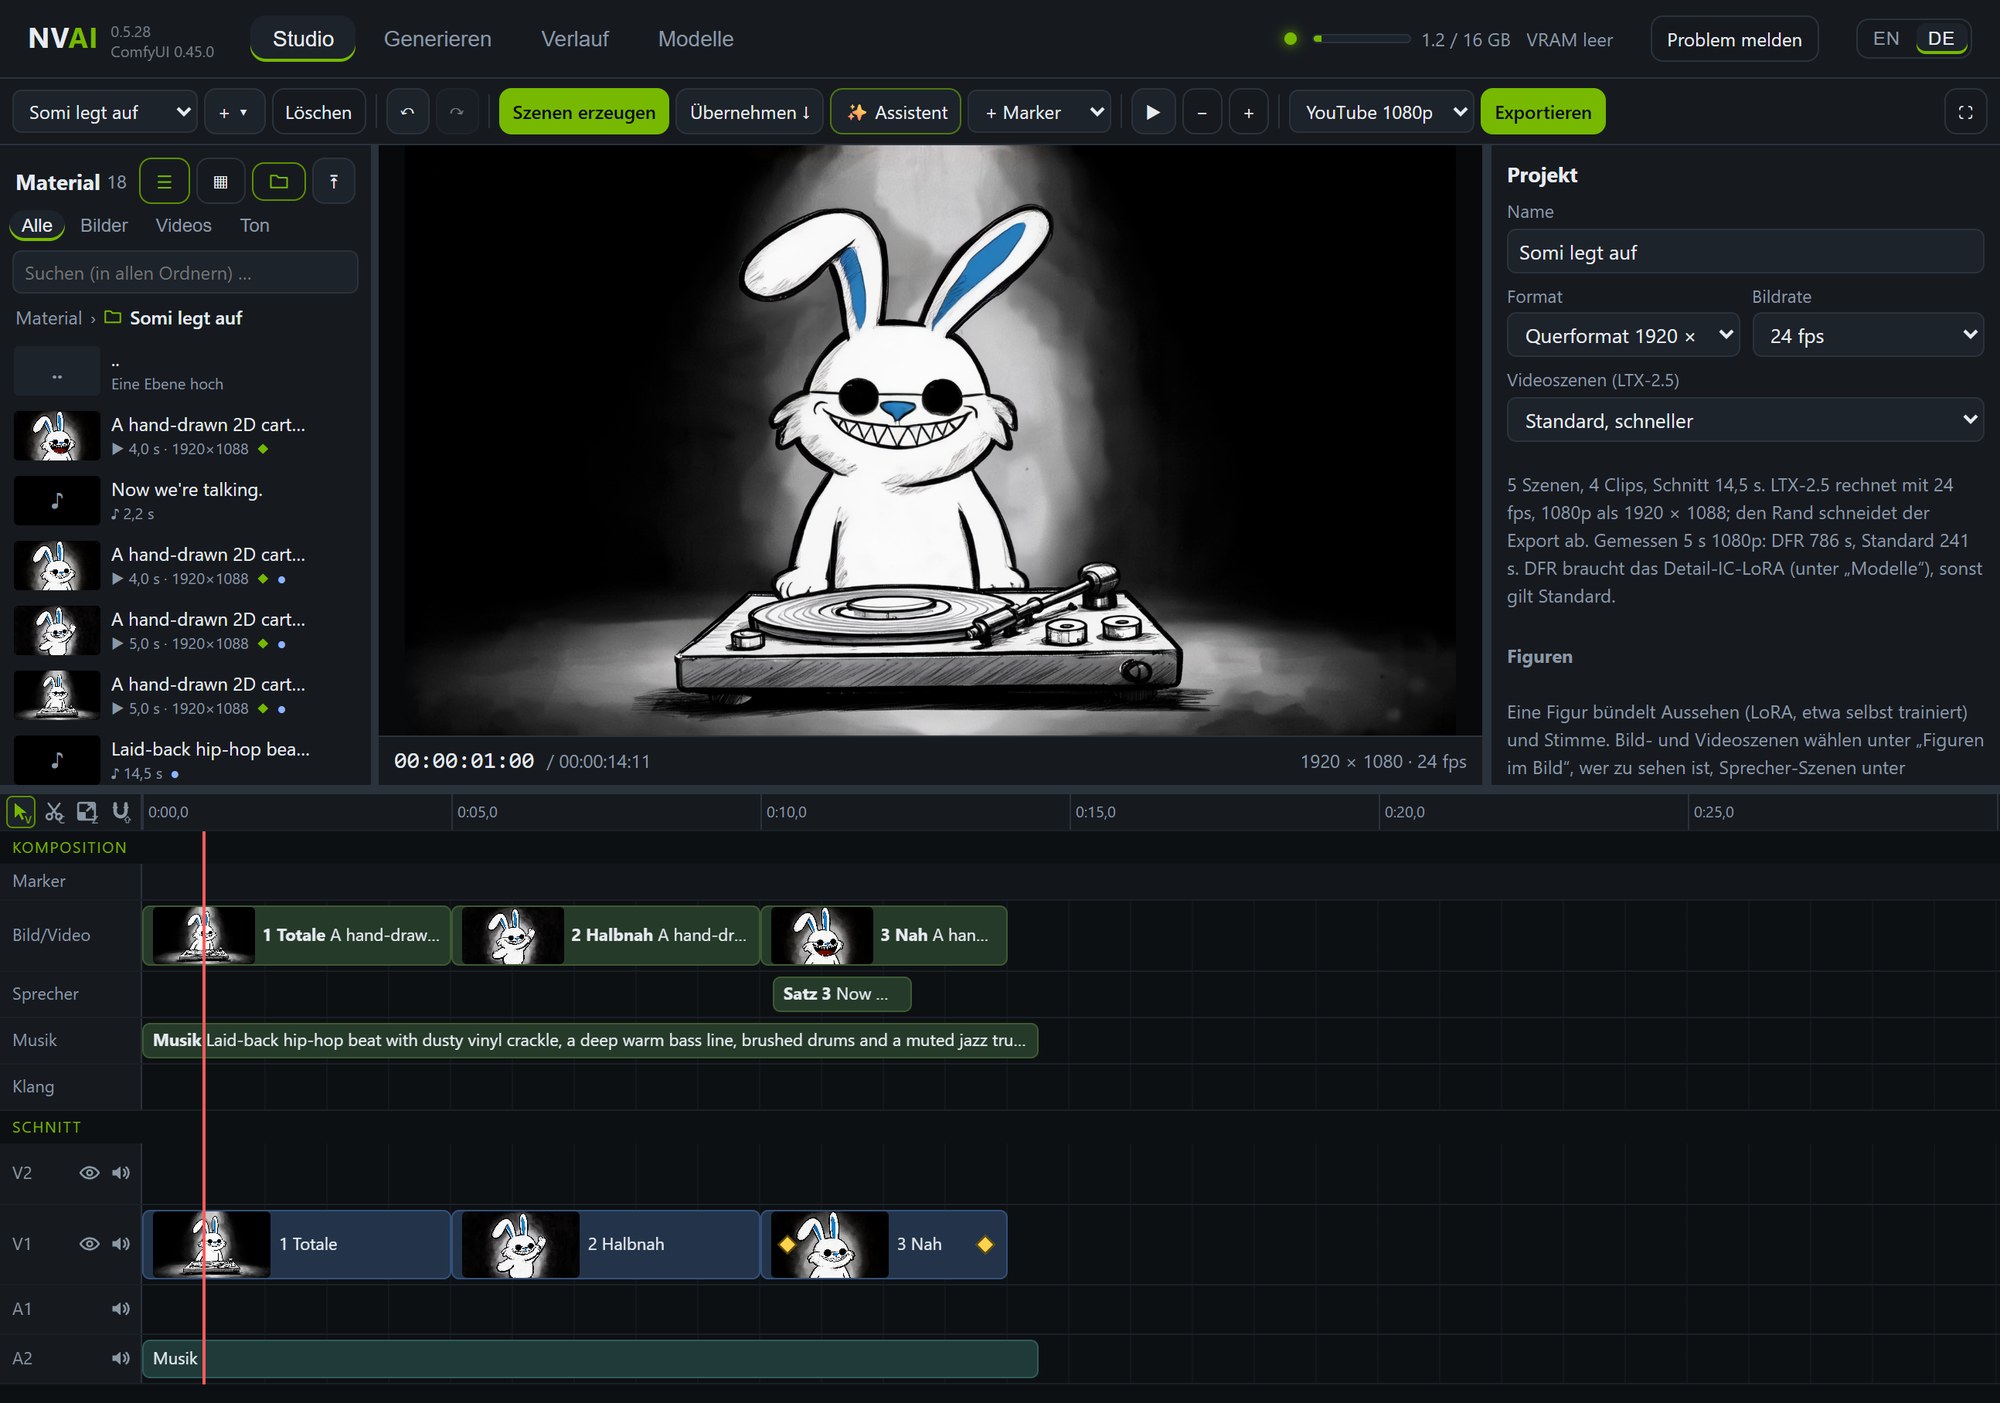 NVAI
0.5.28
ComfyUI 0.45.0
Studio
Generieren
Verlauf
Modelle
1.2 / 16 GB
VRAM leer
Problem melden
EN
DE
Somi legt auf
+ ▾
Löschen
Szenen erzeugen
Übernehmen ↓
✨ Assistent
+ Marker
YouTube 1080p
Exportieren
Material 18
Alle
Bilder
Videos
Ton
Suchen (in allen Ordnern) ...
Material › Somi legt auf
..
..
Eine Ebene hoch
A hand-drawn 2D cart...
▶ 4,0 s · 1920×1088
Now we're talking.
♪ 2,2 s
A hand-drawn 2D cart...
▶ 4,0 s · 1920×1088
A hand-drawn 2D cart...
▶ 5,0 s · 1920×1088
A hand-drawn 2D cart...
▶ 5,0 s · 1920×1088
Laid-back hip-hop bea...
♪ 14,5 s
00:00:01:00 / 00:00:14:11
1920 × 1080 · 24 fps
Projekt
Name
Somi legt auf
Format
Bildrate
Querformat 1920 ×
24 fps
Videoszenen (LTX-2.5)
Standard, schneller
5 Szenen, 4 Clips, Schnitt 14,5 s. LTX-2.5 rechnet mit 24
fps, 1080p als 1920 × 1088; den Rand schneidet der
Export ab. Gemessen 5 s 1080p: DFR 786 s, Standard 241
s. DFR braucht das Detail-IC-LoRA (unter „Modelle“), sonst
gilt Standard.
Figuren
Eine Figur bündelt Aussehen (LoRA, etwa selbst trainiert)
und Stimme. Bild- und Videoszenen wählen unter „Figuren
im Bild“, wer zu sehen ist, Sprecher-Szenen unter
0:00,0
0:05,0
0:10,0
0:15,0
0:20,0
0:25,0
KOMPOSITION
Marker
Bild/Video
1 Totale A hand-draw...
2 Halbnah A hand-dr...
3 Nah A han...
Sprecher
Satz 3 Now ...
Musik
Musik Laid-back hip-hop beat with dusty vinyl crackle, a deep warm bass line, brushed drums and a muted jazz tru...
Klang
SCHNITT
V2
V1
1 Totale
2 Halbnah
3 Nah
A1
A2
Musik